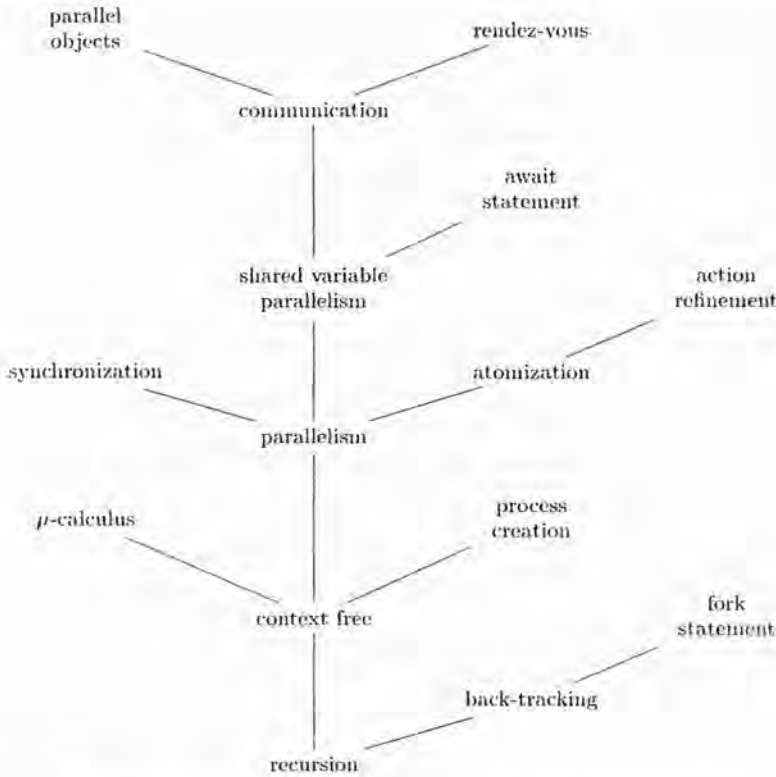 parallel
objects
rendez-vous
communication
await
statement
shared variable
parallelism
action
refinement
synchronization
atomization
parallelism
μ-calculus
process
creation
context free
fork
statement
back-tracking
recursion